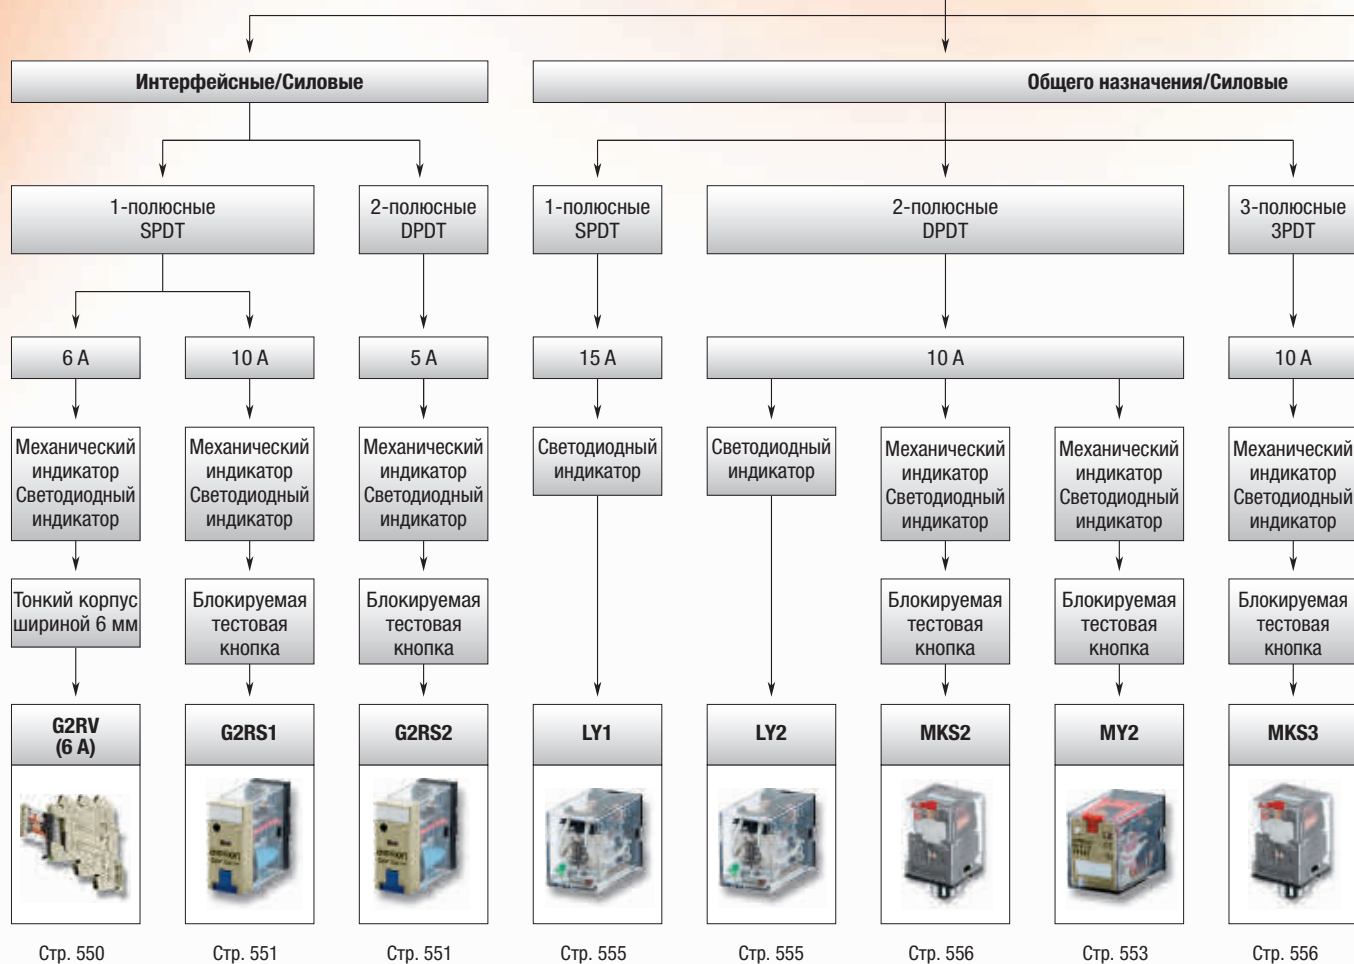 Интерфейсные/Силовые
Общего назначения/Силовые
1-полюсные
SPDT
2-полюсные
DPDT
1-полюсные
SPDT
2-полюсные
DPDT
3-полюсные
3PDT
6 A
10 A
5 A
15 A
10 A
10 A
Механический
индикатор
Светодиодный
индикатор
Механический
индикатор
Светодиодный
индикатор
Механический
индикатор
Светодиодный
индикатор
Светодиодный
индикатор
Светодиодный
индикатор
Механический
индикатор
Светодиодный
индикатор
Механический
индикатор
Светодиодный
индикатор
Механический
индикатор
Светодиодный
индикатор
Тонкий корпус
шириной 6 мм
Блокируемая
тестовая
кнопка
Блокируемая
тестовая
кнопка
Блокируемая
тестовая
кнопка
Блокируемая
тестовая
кнопка
Блокируемая
тестовая
кнопка
G2RV
(6 A)
G2RS1
G2RS2
LY1
LY2
MKS2
MY2
MKS3
Стр. 550
Стр. 551
Стр. 551
Стр. 555
Стр. 555
Стр. 556
Стр. 553
Стр. 556